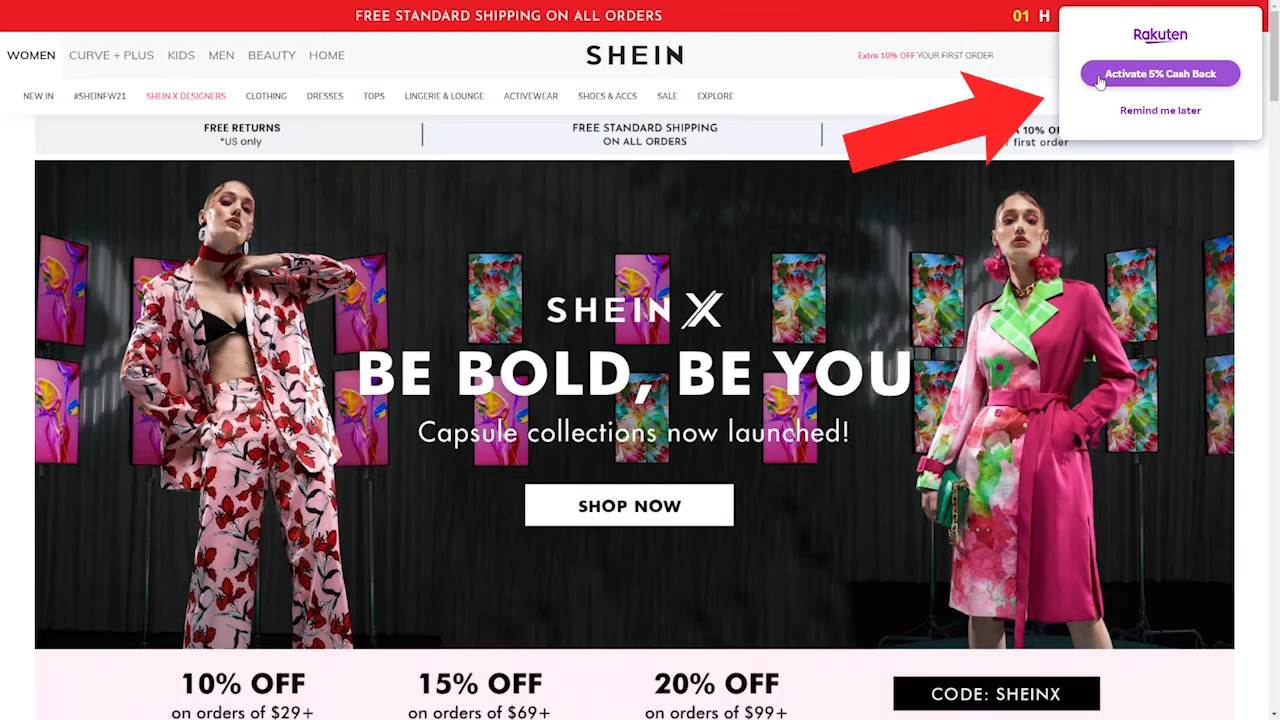 FREE STANDARD SHIPPING ON ALL ORDERS
01 H
Rakuten
Activate 5% Cash Back
Remind me later
WOMEN CURVE + PLUS KIDS MEN BEAUTY HOME
SHEIN
Extra 10% OFF YOUR FIRST ORDER
NEW IN #SHEINFW21 SHEIN X DESIGNERS CLOTHING DRESSES TOPS LINGERIE & LOUNGE ACTIVEWEAR SHOES & ACCS SALE EXPLORE
FREE RETURNS
*US only
FREE STANDARD SHIPPING
ON ALL ORDERS
A 10% OF
first order
SHEIN X
BE BOLD, BE YOU
Capsule collections now launched!
SHOP NOW
10% OFF
on orders of $29+
15% OFF
on orders of $69+
20% OFF
on orders of $99+
CODE: SHEINX